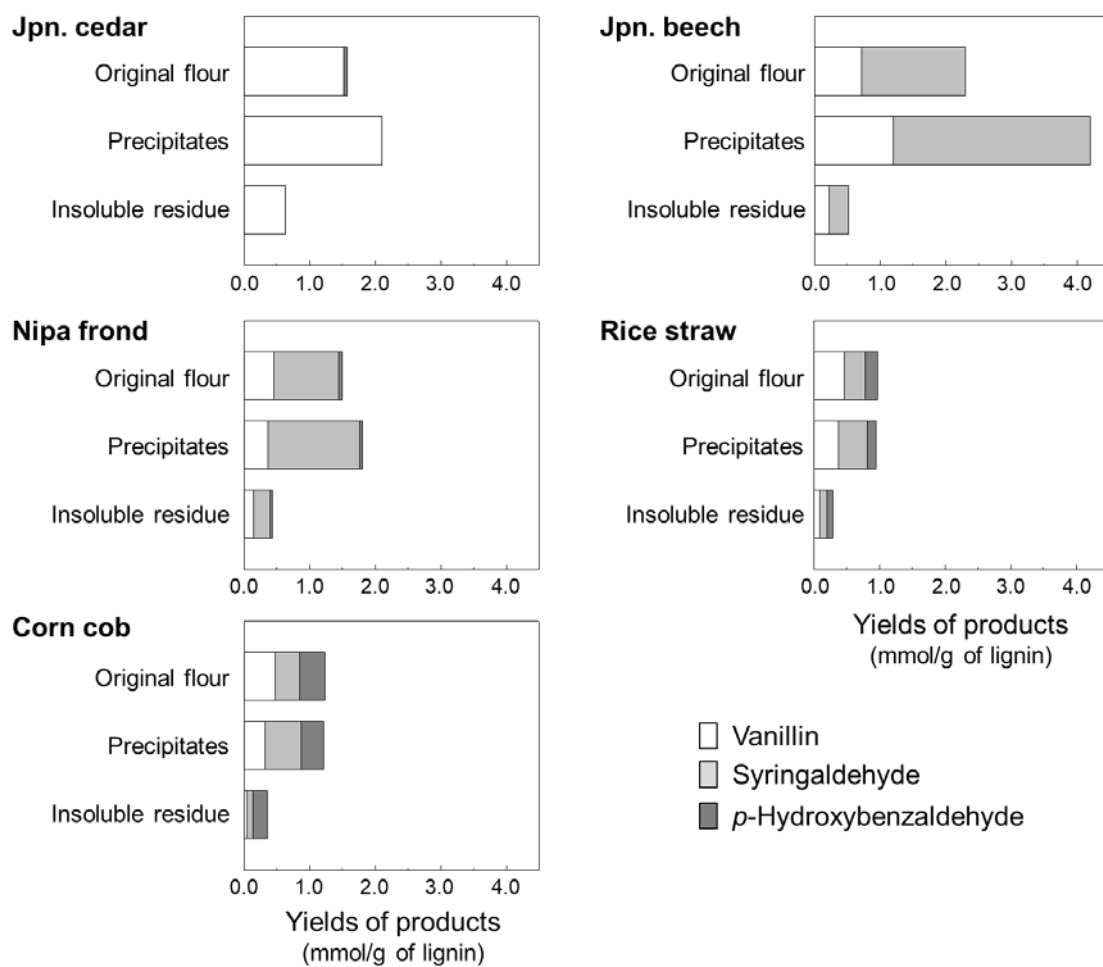 Jpn. cedar
Original flour
Precipitates
Insoluble residue
0.0 1.0 2.0 3.0 4.0
Jpn. beech
Original flour
Precipitates
Insoluble residue
0.0 1.0 2.0 3.0 4.0
Nipa frond
Original flour
Precipitates
Insoluble residue
0.0 1.0 2.0 3.0 4.0
Rice straw
Original flour
Precipitates
Insoluble residue
0.0 1.0 2.0 3.0 4.0
Yields of products
(mmol/g of lignin)
Corn cob
Original flour
Precipitates
Insoluble residue
0.0 1.0 2.0 3.0 4.0
Yields of products
(mmol/g of lignin)
Vanillin
Syringaldehyde
p-Hydroxybenzaldehyde